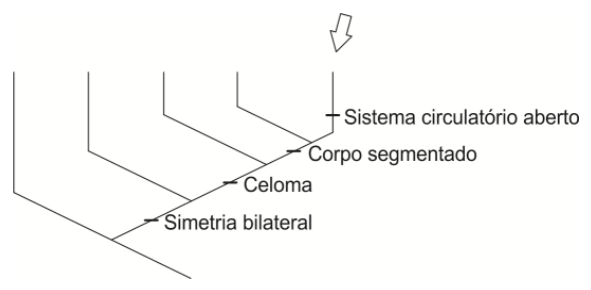 Sistema circulatório aberto
Corpo segmentado
Celoma
Simetria bilateral